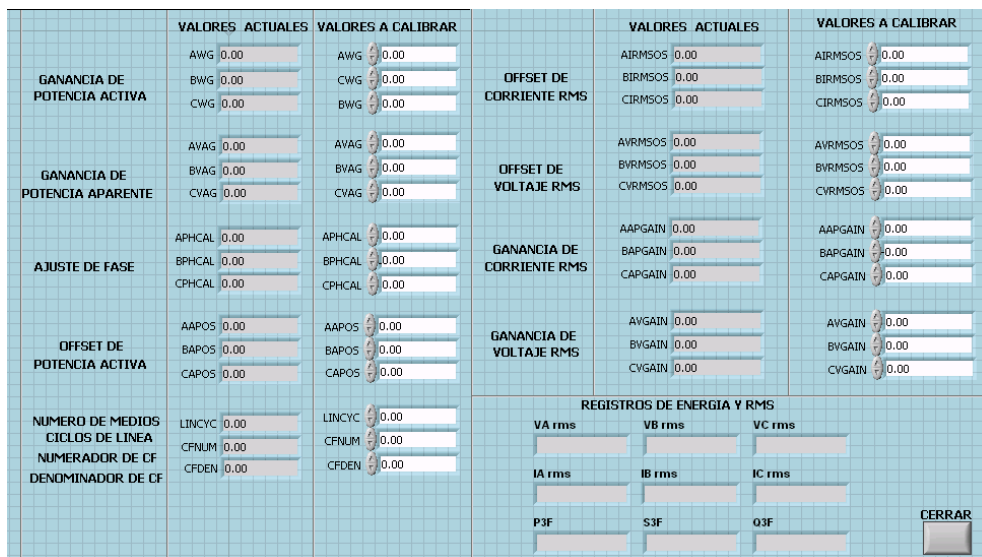 VALORES ACTUALES VALORES A CALIBRAR
GANANCIA DE
POTENCIA ACTIVA
AWG 0.00 AWG 0.00
BWG 0.00 CWG 0.00
CWG 0.00 BWG 0.00
GANANCIA DE
POTENCIA APARENTE
AVAG 0.00 AVAG 0.00
BVAG 0.00 BVAG 0.00
CVAG 0.00 CVAG 0.00
AJUSTE DE FASE
APHCAL 0.00 APHCAL 0.00
BPHCAL 0.00 BPHCAL 0.00
CPHCAL 0.00 CPHCAL 0.00
OFFSET DE
POTENCIA ACTIVA
AAPOS 0.00 AAPOS 0.00
BAPOS 0.00 BAPOS 0.00
CAPOS 0.00 CAPOS 0.00
NUMERO DE MEDIOS
CICLOS DE LINEA
NUMERADOR DE CF
DENOMINADOR DE CF
LINCYC 0.00 LINCYC 0.00
CFNUM 0.00 CFNUM 0.00
CFDEN 0.00 CFDEN 0.00
VALORES ACTUALES VALORES A CALIBRAR
OFFSET DE
CORRIENTE RMS
AIRMSOS 0.00 AIRMSOS 0.00
BIRMSOS 0.00 BIRMSOS 0.00
CIRMSOS 0.00 CIRMSOS 0.00
OFFSET DE
VOLTAJE RMS
AVRMSOS 0.00 AVRMSOS 0.00
BVRMSOS 0.00 BVRMSOS 0.00
CVRMSOS 0.00 CVRMSOS 0.00
GANANCIA DE
CORRIENTE RMS
AAPGAIN 0.00 AAPGAIN 0.00
BAPGAIN 0.00 BAPGAIN -0.00
CAPGAIN 0.00 CAPGAIN 0.00
GANANCIA DE
VOLTAJE RMS
AVGAIN 0.00 AVGAIN 0.00
BVGAIN 0.00 BVGAIN 0.00
CVGAIN 0.00 CVGAIN 0.00
REGISTROS DE ENERGIA Y RMS
VA rms VB rms VC rms
IA rms IB rms IC rms
P3F S3F Q3F
CERRAR